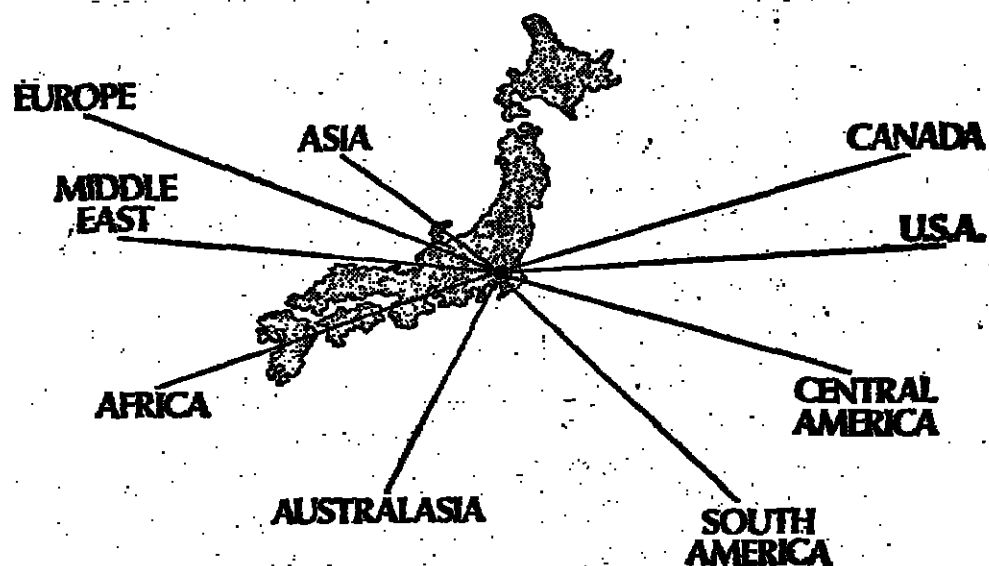 EUROPE
ASIA
CANADA
MIDDLE
EAST
U.S.A.
AFRICA
CENTRAL
AMERICA
AUSTRALASIA
SOUTH
AMERICA